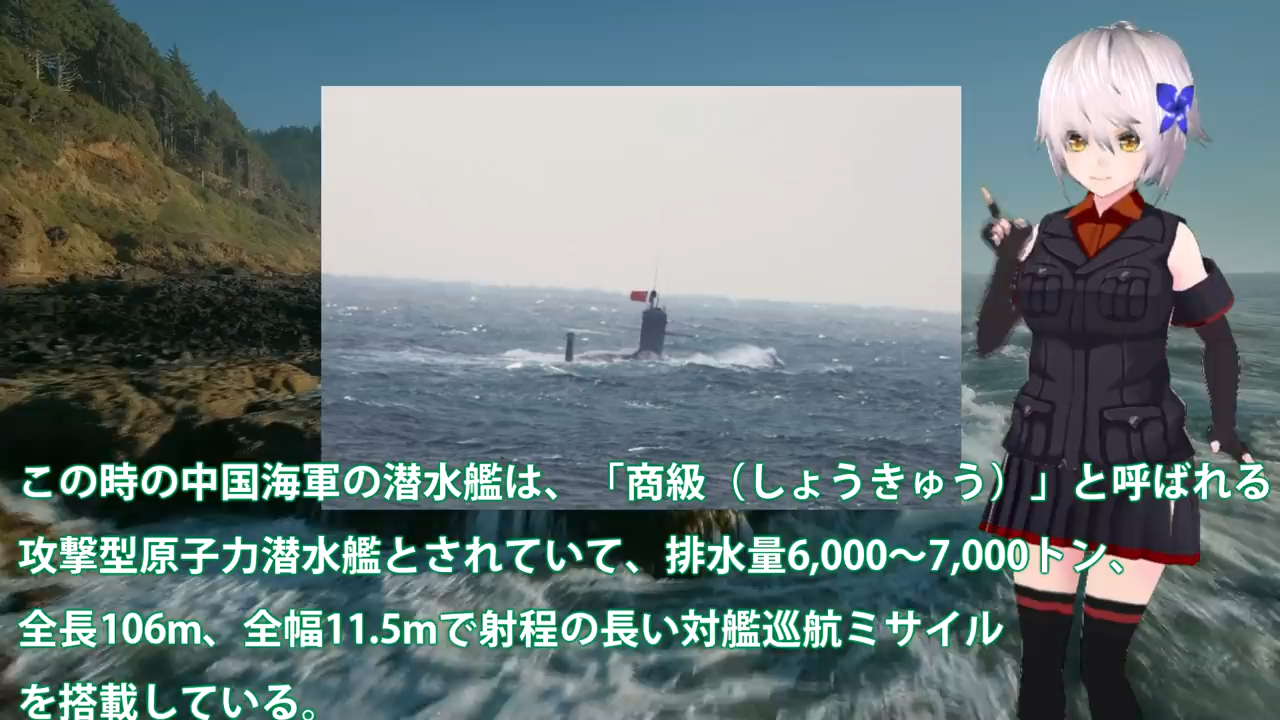 この時の中国海軍の潜水艦は、「商級（しょうきゅう）」と呼ばれる
攻撃型原子力潜水艦とされていて、排水量6,000～7,000トン、
全長106m、全幅11.5mで射程の長い対艦巡航ミサイル
を搭載している。